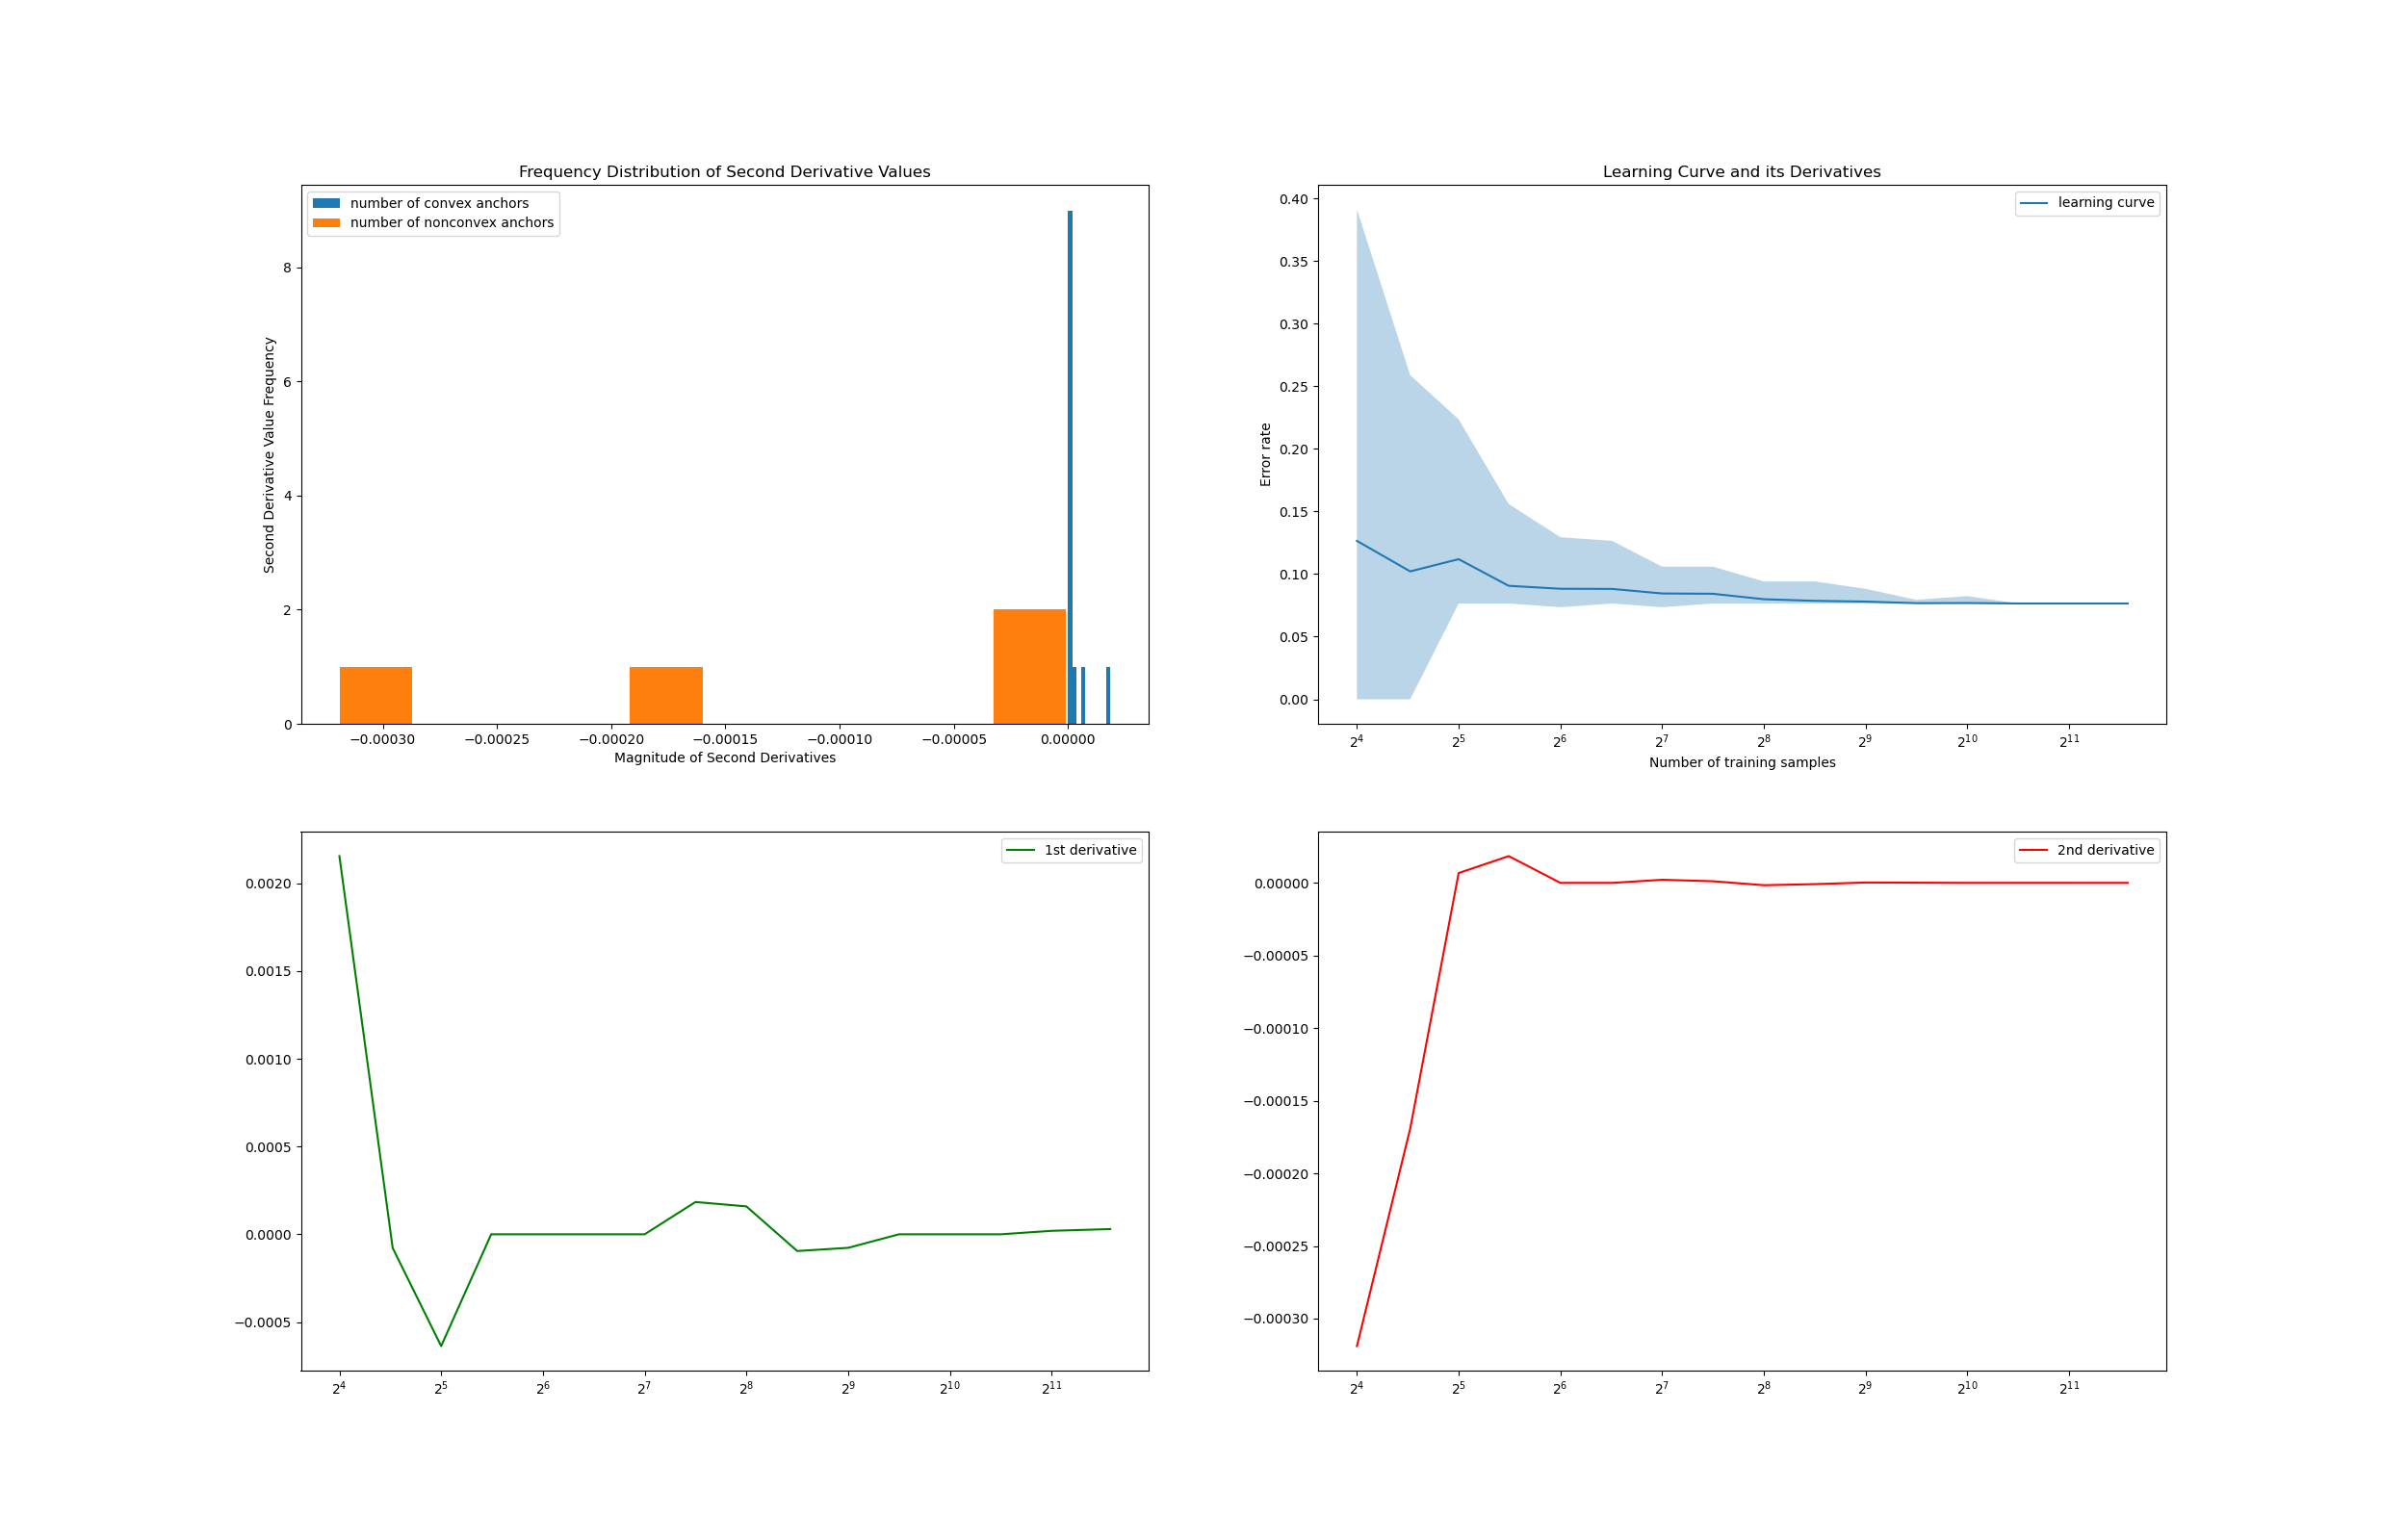 Frequency Distribution of Second Derivative Values
number of convex anchors
number of nonconvex anchors
Second Derivative Value Frequency
8
6
4
2
0
−0.00030 −0.00025 −0.00020 −0.00015 −0.00010 −0.00005 0.00000
Magnitude of Second Derivatives
Learning Curve and its Derivatives
learning curve
Error rate
0.40
0.35
0.30
0.25
0.20
0.15
0.10
0.05
0.00
2⁴ 2⁵ 2⁶ 2⁷ 2⁸ 2⁹ 2¹⁰ 2¹¹
Number of training samples
1st derivative
0.0020
0.0015
0.0010
0.0005
0.0000
−0.0005
2⁴ 2⁵ 2⁶ 2⁷ 2⁸ 2⁹ 2¹⁰ 2¹¹
2nd derivative
0.00000
−0.00005
−0.00010
−0.00015
−0.00020
−0.00025
−0.00030
2⁴ 2⁵ 2⁶ 2⁷ 2⁸ 2⁹ 2¹⁰ 2¹¹